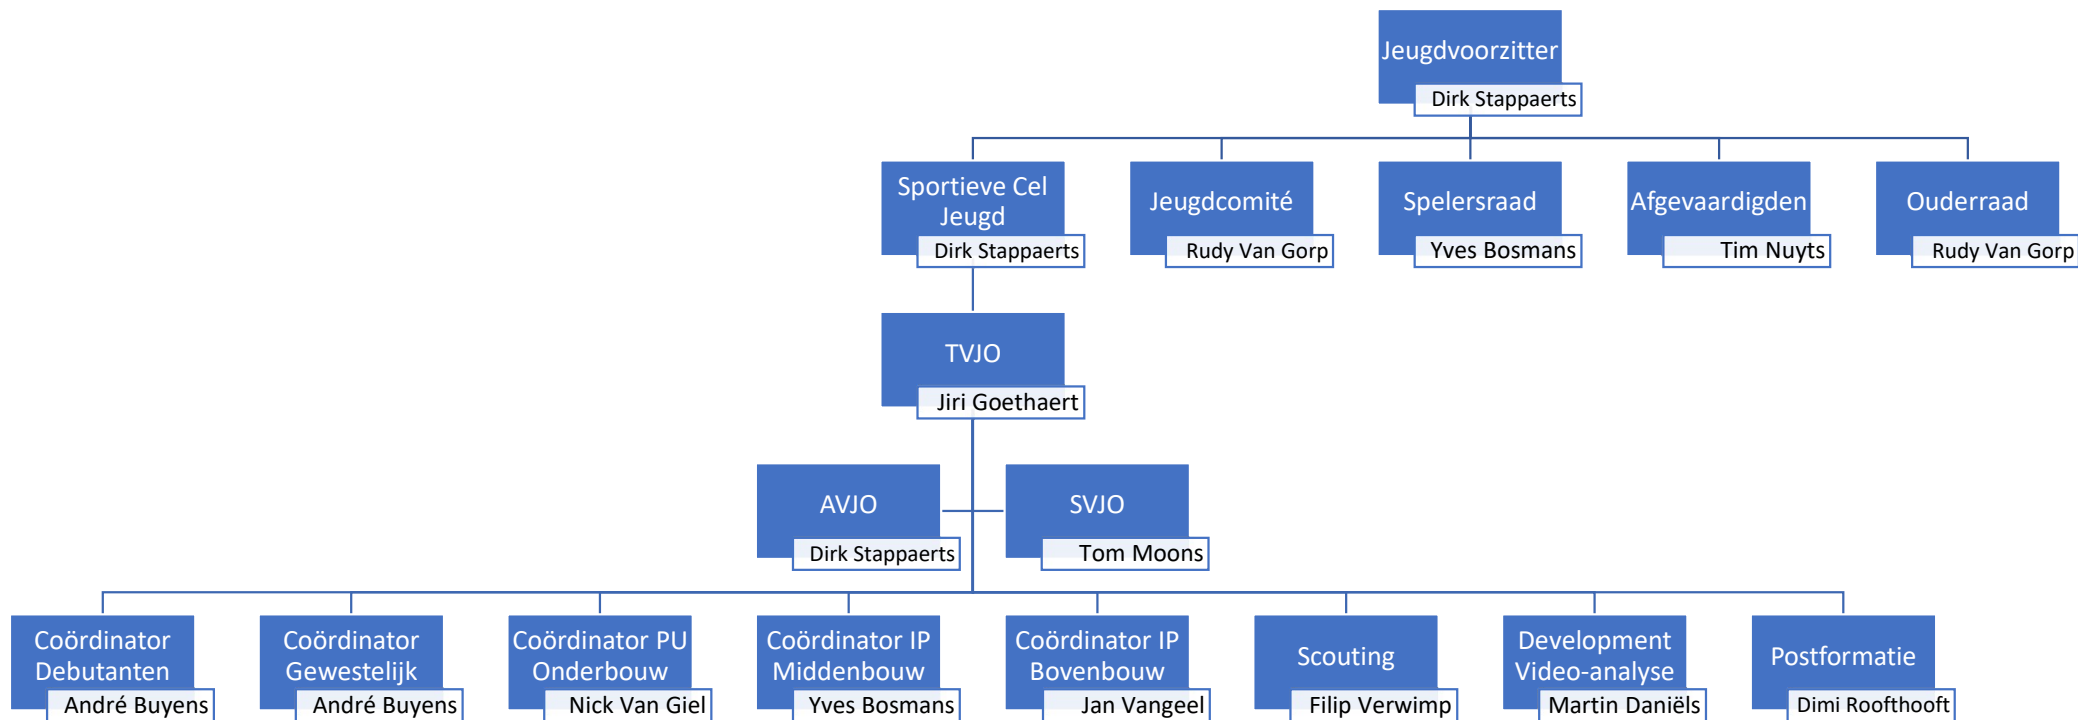 Jeugdvoorzitter
Dirk Stappaerts
Sportieve Cel
Jeugd
Dirk Stappaerts
Jeugdcomité
Rudy Van Gorp
Spelersraad
Yves Bosmans
Afgevaardigden
Tim Nuyts
Ouderraad
Rudy Van Gorp
TVJO
Jiri Goethaert
AVJO
Dirk Stappaerts
SVJO
Tom Moons
Coördinator
Debutanten
André Buyens
Coördinator
Gewestelijk
André Buyens
Coördinator PU
Onderbouw
Nick Van Giel
Coördinator IP
Middenbouw
Yves Bosmans
Coördinator IP
Bovenbouw
Jan Vangeel
Scouting
Filip Verwimp
Development
Video-analyse
Martin Daniëls
Postformatie
Dimi Roofthooft